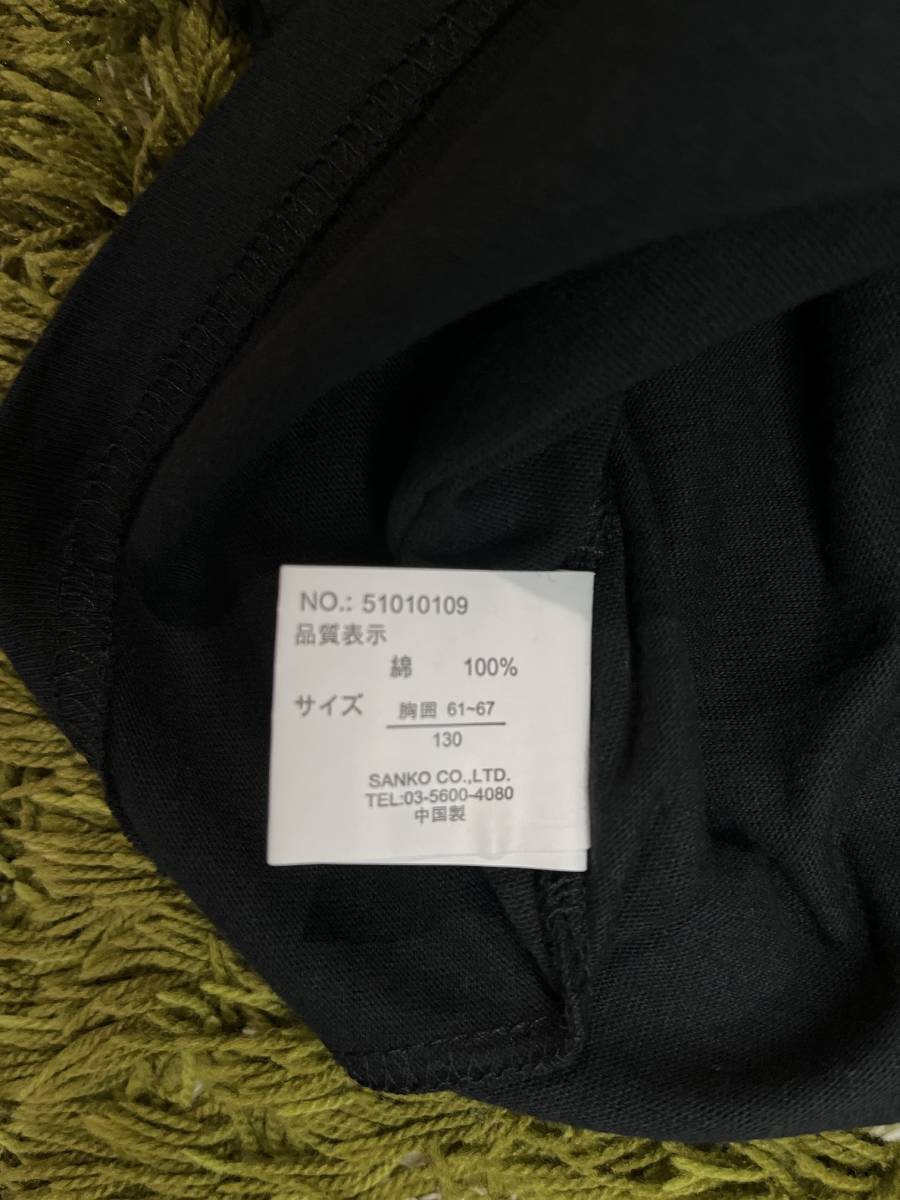 NO.: 51010109
品質表示
綿 100%
サイズ 胸囲 61~67
130
SANKO CO.,LTD.
TEL:03-5600-4080
中国製